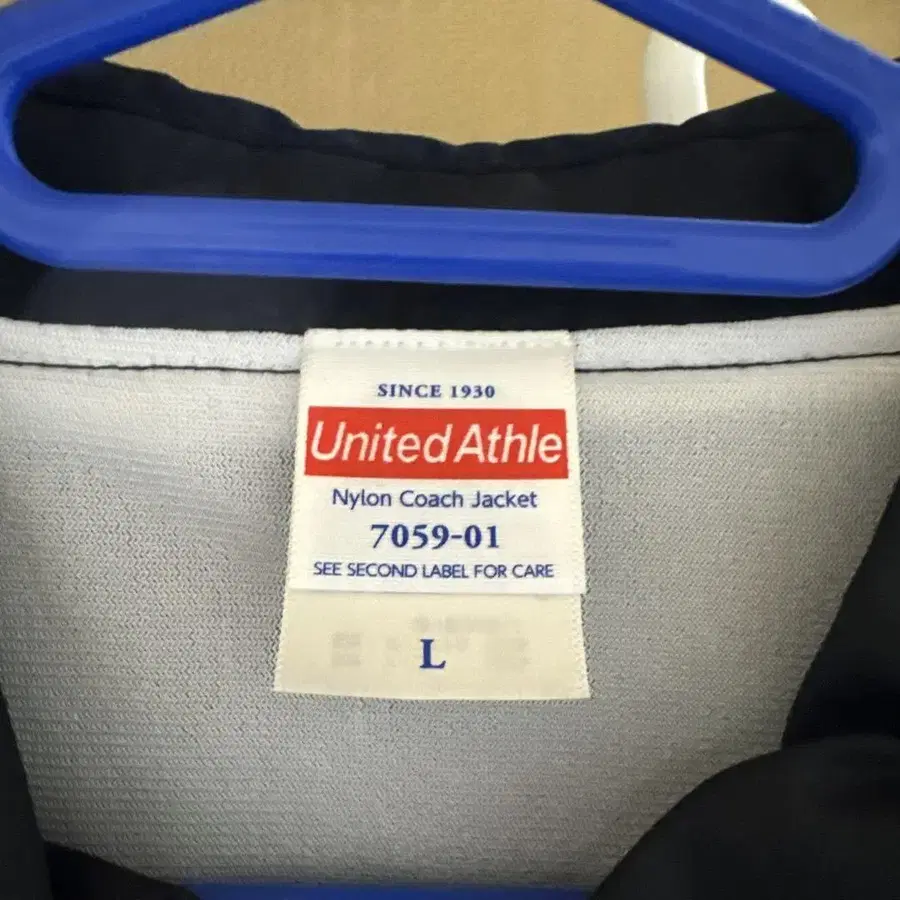 SINCE 1930
United Athle
Nylon Coach Jacket
7059-01
SEE SECOND LABEL FOR CARE
L